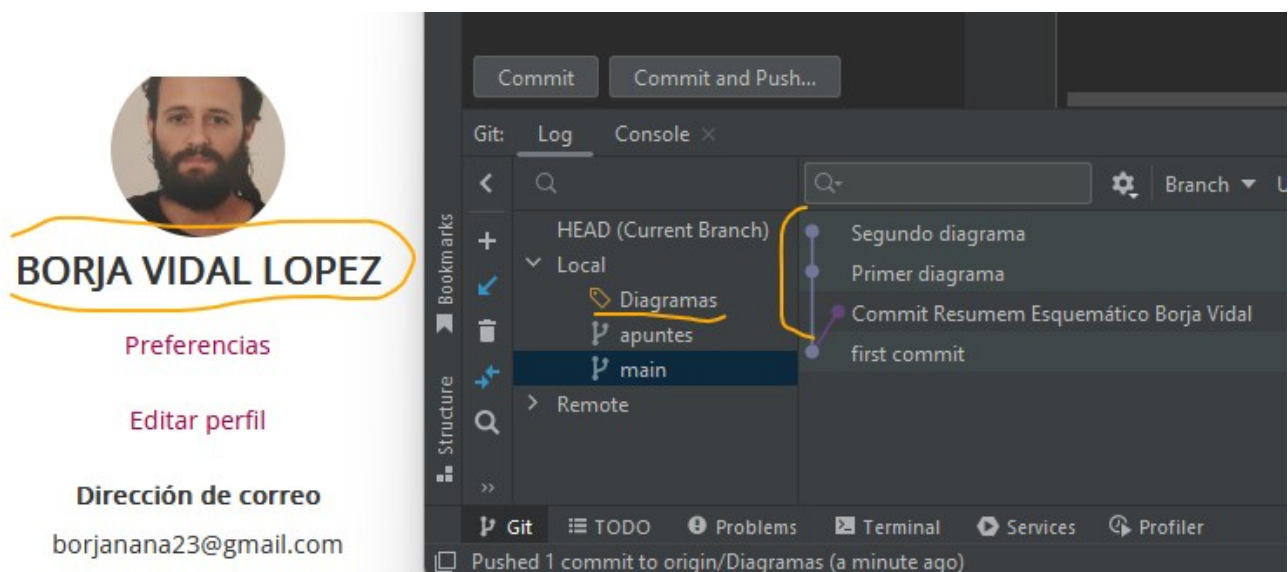 BORJA VIDAL LOPEZ
Preferencias
Editar perfil
Dirección de correo
borjanana23@gmail.com
Commit
Commit and Push...
Git:
Log
Console
Bookmarks
Structure
HEAD (Current Branch)
Local
Diagramas
apuntes
main
Remote
Branch
U
Segundo diagrama
Primer diagrama
Commit Resumem Esquemático Borja Vidal
first commit
Git
TODO
Problems
Terminal
Services
Profiler
Pushed 1 commit to origin/Diagramas (a minute ago)